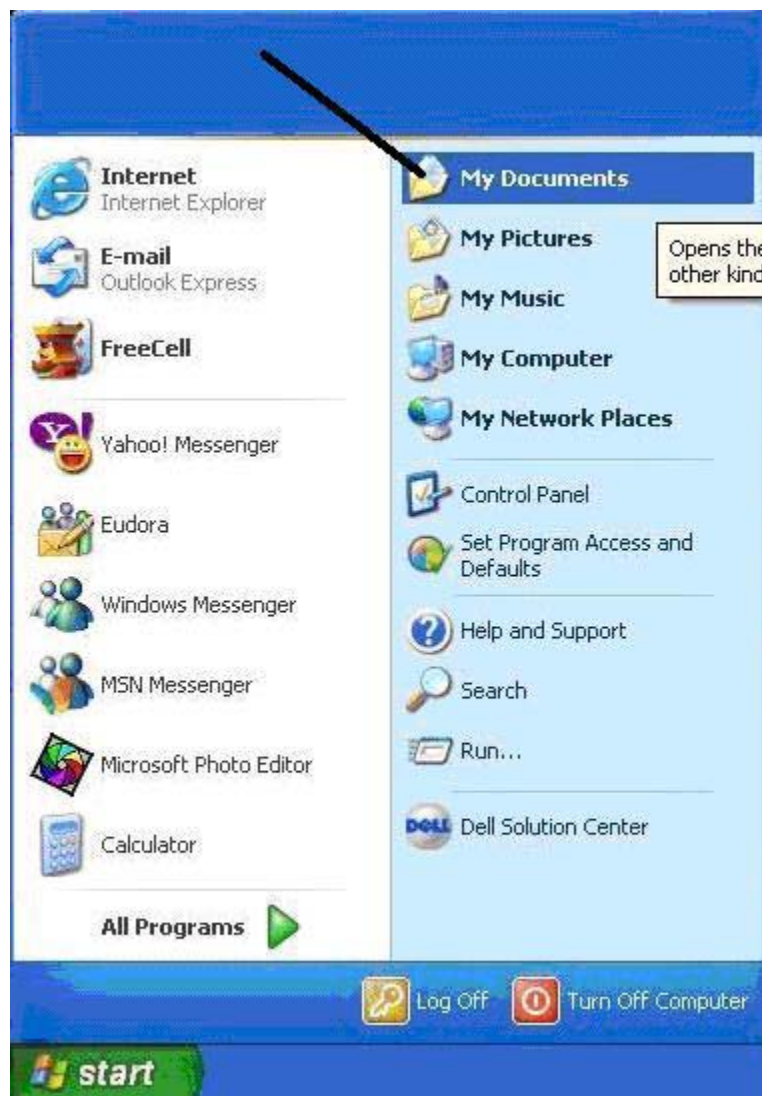 Internet
Internet Explorer
E-mail
Outlook Express
FreeCell
Yahoo! Messenger
Eudora
Windows Messenger
MSN Messenger
Microsoft Photo Editor
Calculator
All Programs
My Documents
My Pictures
Opens the
other kind
My Music
My Computer
My Network Places
Control Panel
Set Program Access and
Defaults
Help and Support
Search
Run...
DELL Dell Solution Center
Log Off
Turn Off Computer
start